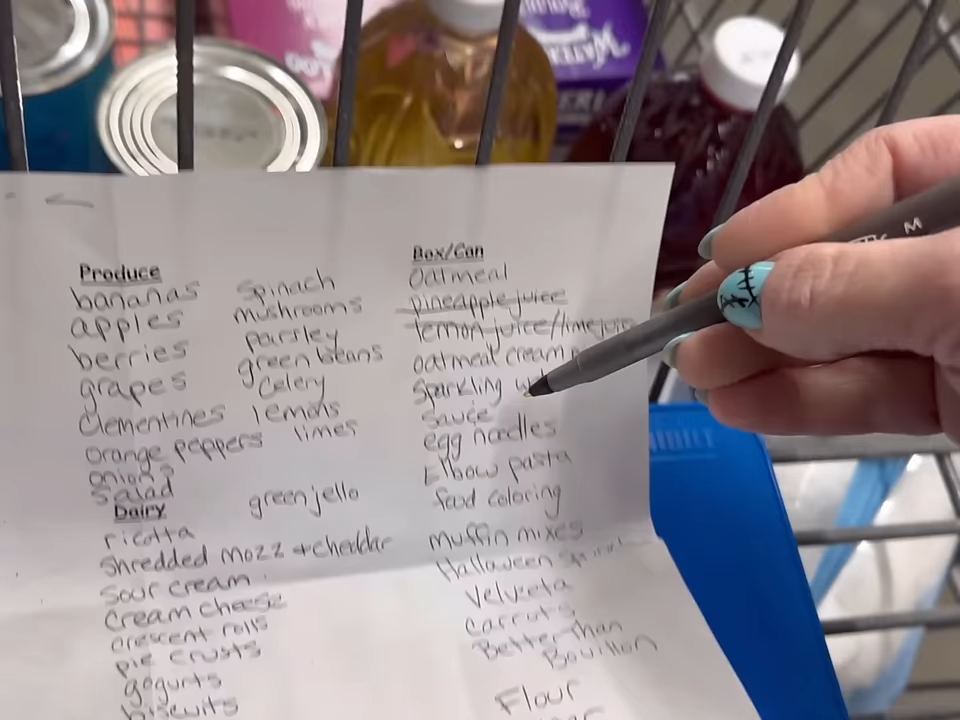 Produce
bananas
apples
berries
grapes
Clementines
orange peppers
onions
salad
spinach
mushrooms
parsley
green beans
Celery
lemons
limes
Dairy
green jello
ricotta
shredded mozz + cheddar
sour cream
cream cheese
crescent rolls
pie crusts
yogurts
biscuits
Box/Can
oatmeal
pineapple juice
lemon juice/lime juice
oatmeal cream
Sparkling
Sauce
egg noodles
Elbow pasta
food coloring
muffin mixes
Halloween
Velveeta
carrots
Better Than
Bouillon
Flour
M